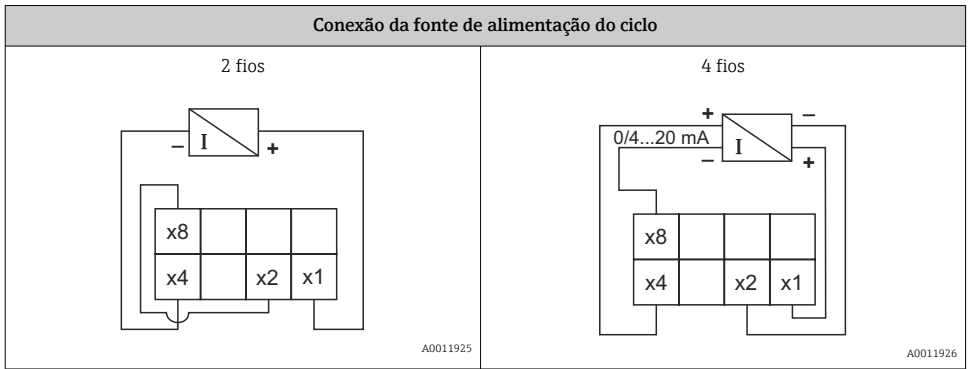 Conexão da fonte de alimentação do ciclo
2 fios
4 fios
– I +
+ –
0/4...20 mA I
– +
x8
x4 x2 x1
A0011925
x8
x4 x2 x1
A0011926